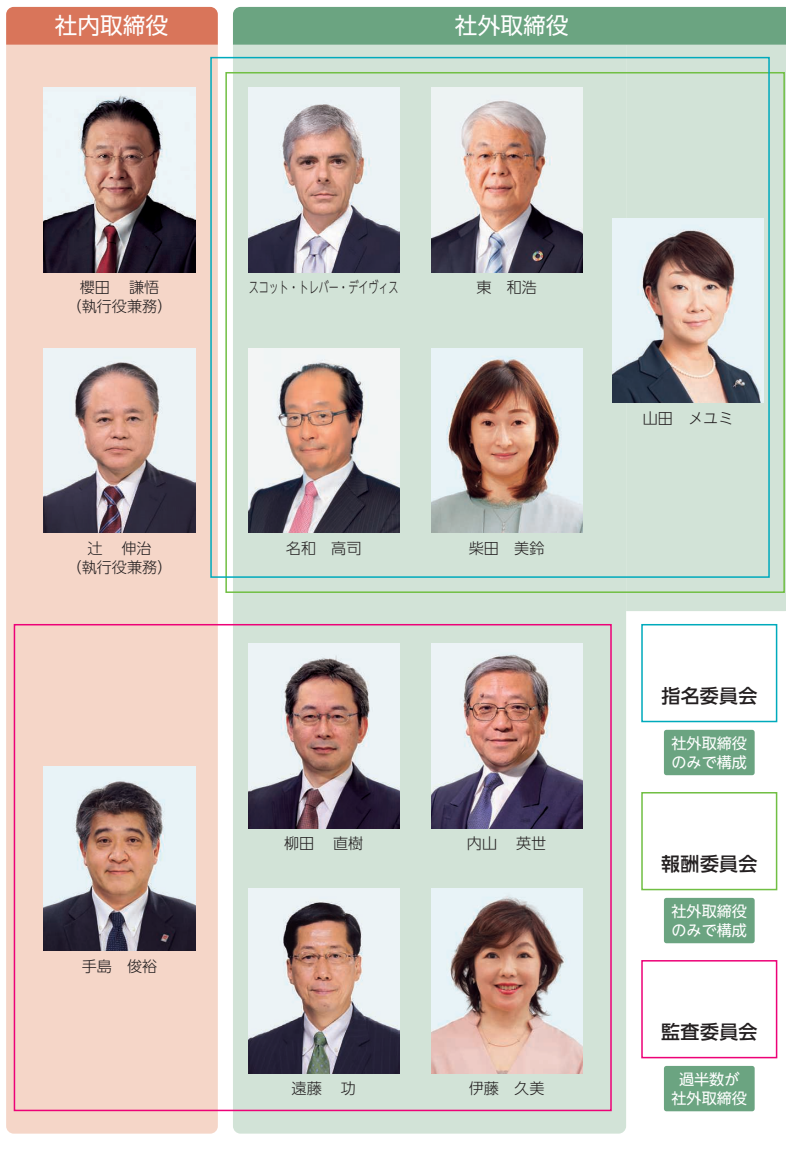 社内取締役
社外取締役
櫻田　謙悟
(執行役兼務)
スコット・トレバー・デイヴィス
東　和浩
山田　メユミ
辻　伸治
(執行役兼務)
名和　高司
柴田　美鈴
手島　俊裕
柳田　直樹
内山　英世
遠藤　功
伊藤　久美
指名委員会
社外取締役
のみで構成
報酬委員会
社外取締役
のみで構成
監査委員会
過半数が
社外取締役